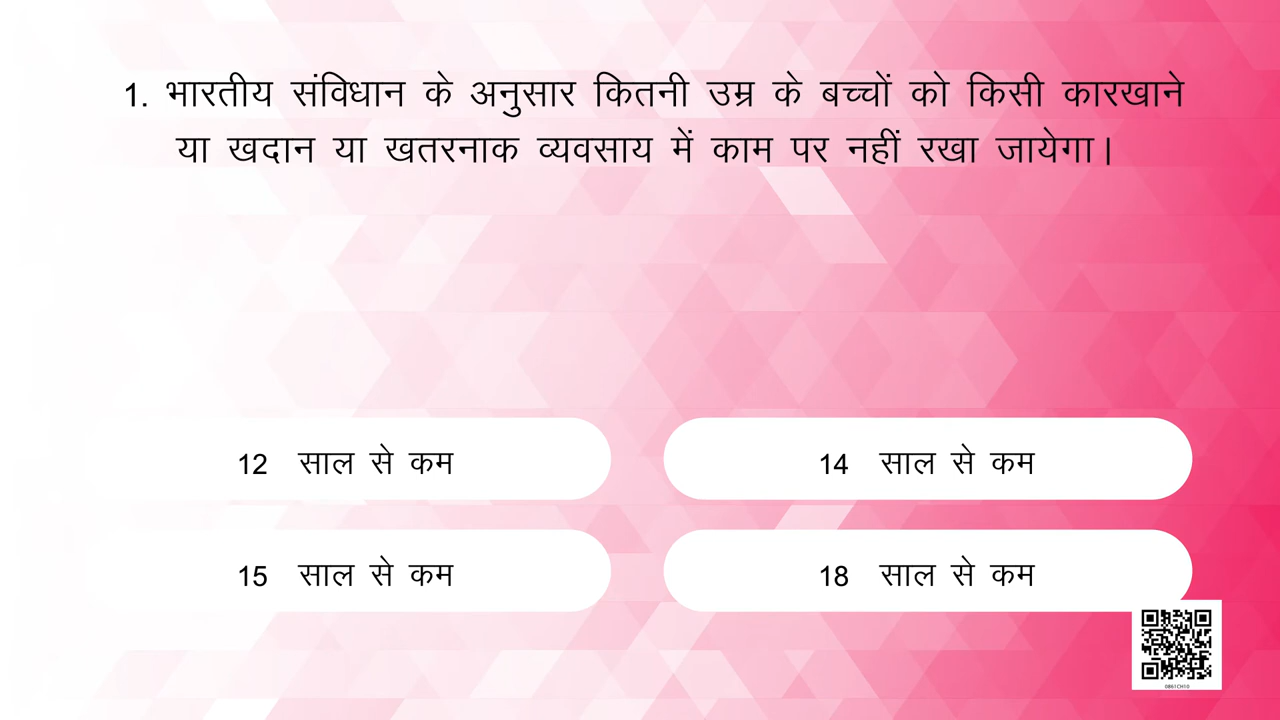 1. भारतीय संविधान के अनुसार कितनी उम्र के बच्चों को किसी कारखाने
या खदान या खतरनाक व्यवसाय में काम पर नहीं रखा जायेगा।
12 साल से कम
14 साल से कम
15 साल से कम
18 साल से कम
0861CH10